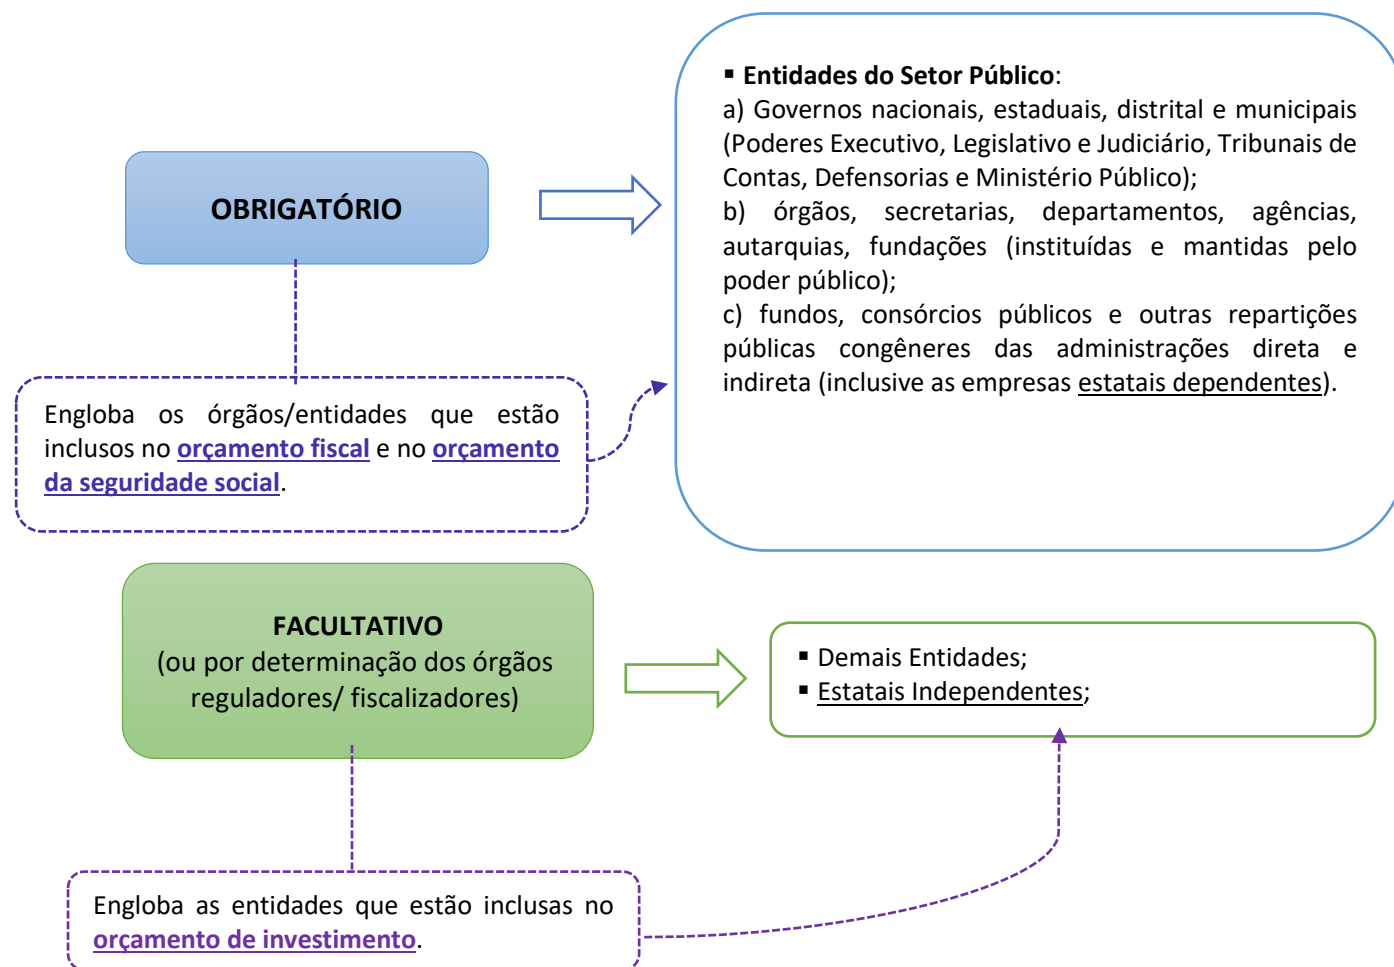 ▪ Entidades do Setor Público:
a) Governos nacionais, estaduais, distrital e municipais
(Poderes Executivo, Legislativo e Judiciário, Tribunais de
Contas, Defensorias e Ministério Público);
b) órgãos, secretarias, departamentos, agências,
autarquias, fundações (instituídas e mantidas pelo
poder público);
c) fundos, consórcios públicos e outras repartições
públicas congêneres das administrações direta e
indireta (inclusive as empresas estatais dependentes).
OBRIGATÓRIO
Engloba os órgãos/entidades que estão
inclusos no orçamento fiscal e no orçamento
da seguridade social.
FACULTATIVO
(ou por determinação dos órgãos
reguladores/ fiscalizadores)
▪ Demais Entidades;
▪ Estatais Independentes;
Engloba as entidades que estão inclusas no
orçamento de investimento.